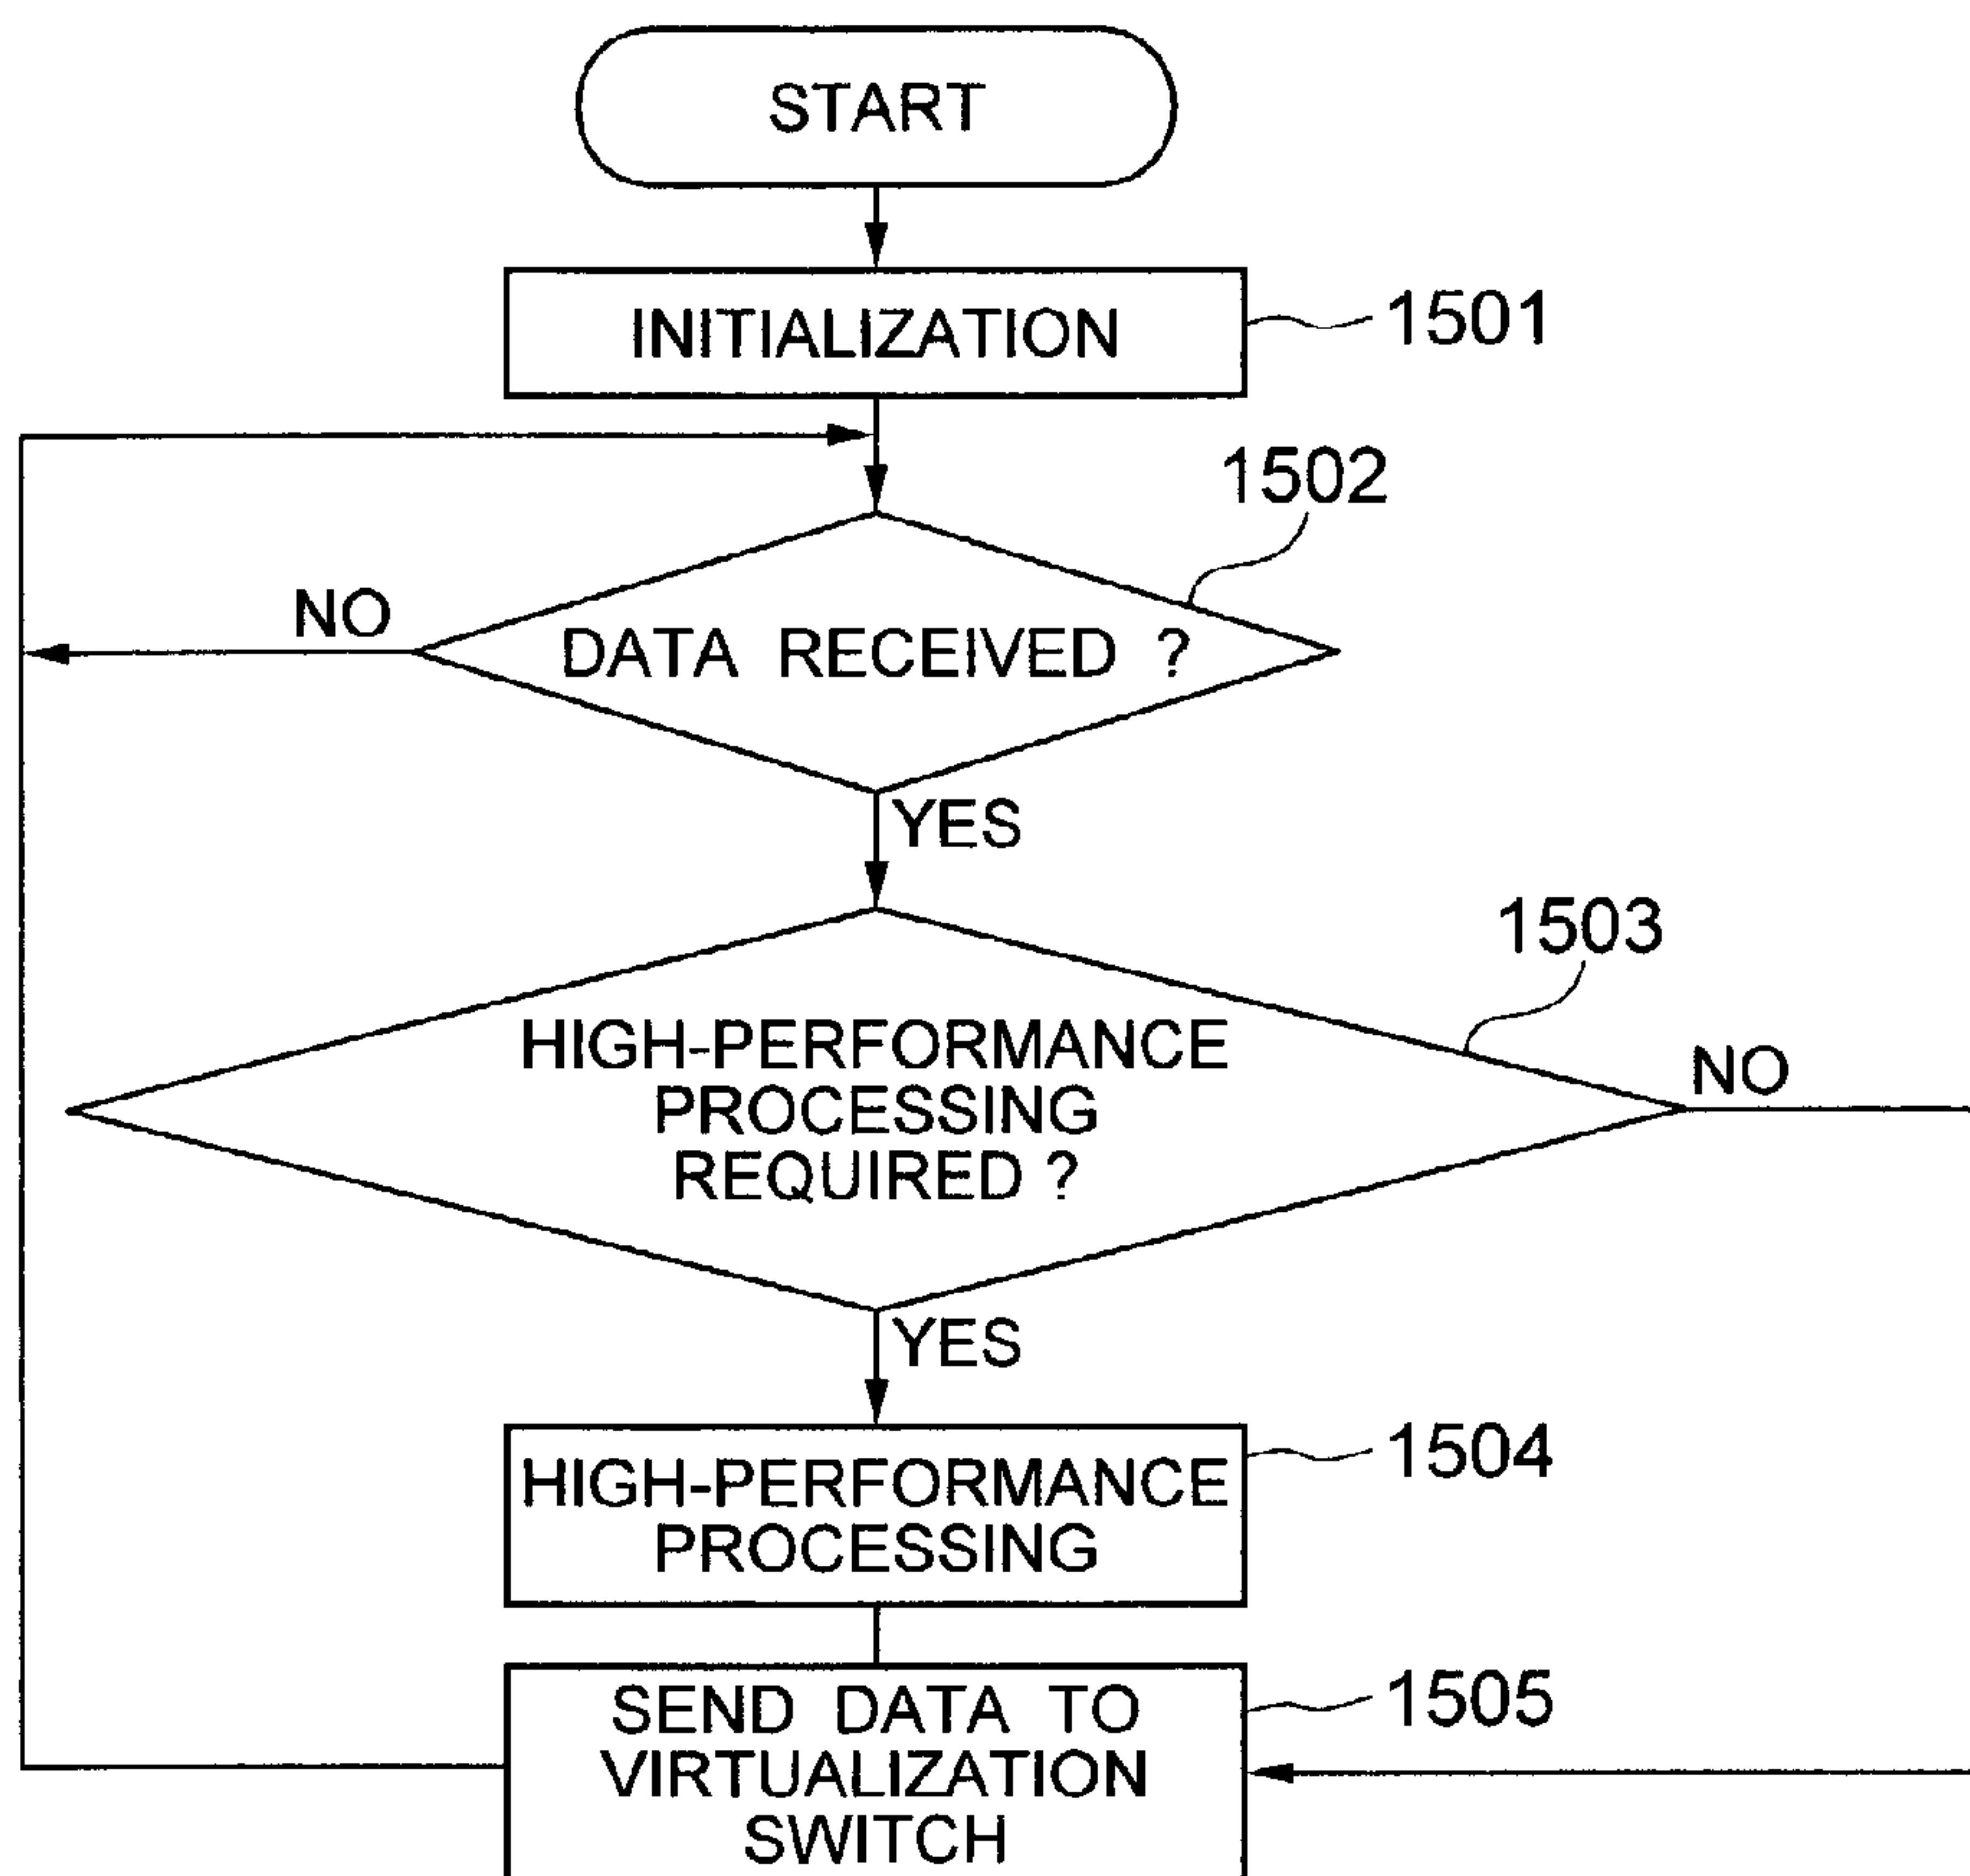 START
INITIALIZATION
1501
1502
NO
DATA RECEIVED ?
YES
1503
HIGH-PERFORMANCE
PROCESSING
REQUIRED ?
NO
YES
HIGH-PERFORMANCE
PROCESSING
1504
SEND DATA TO
VIRTUALIZATION
SWITCH
1505